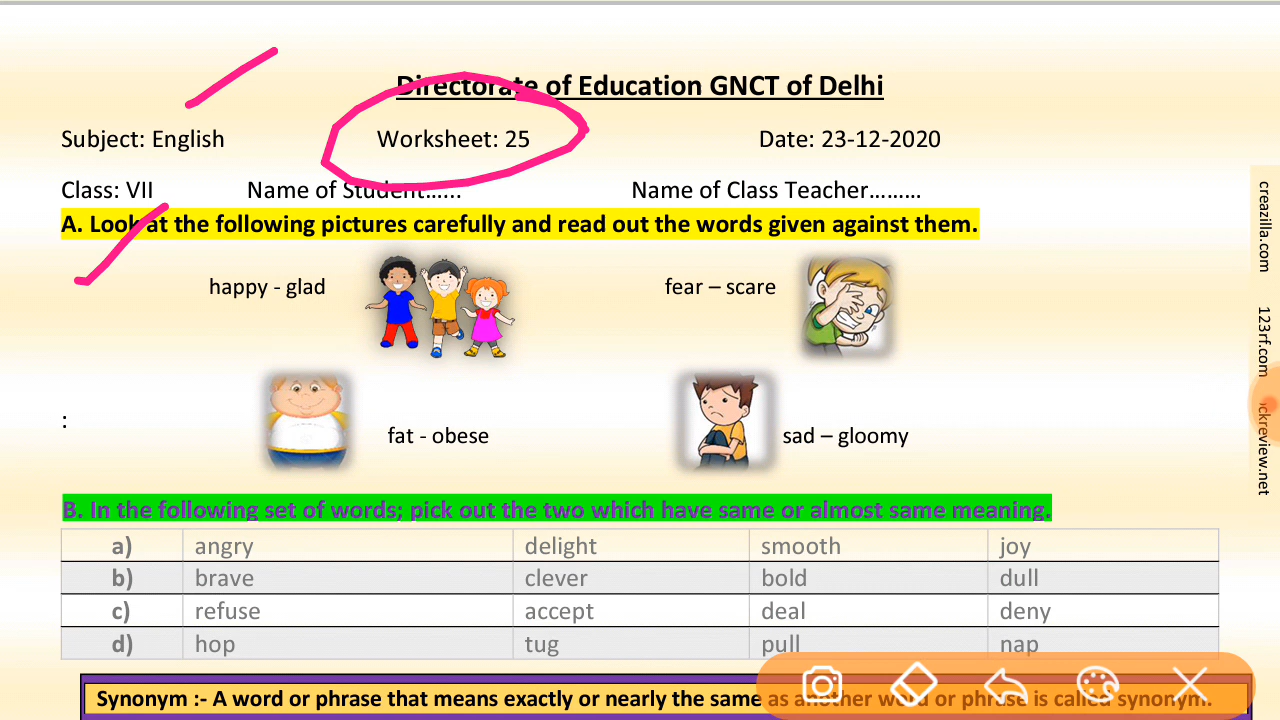 Directorate of Education GNCT of Delhi
Subject: English Worksheet: 25 Date: 23-12-2020
Class: VII Name of Student...... Name of Class Teacher.........
A. Look at the following pictures carefully and read out the words given against them.
happy - glad fear – scare
: fat - obese sad – gloomy
B. In the following set of words; pick out the two which have same or almost same meaning.
a) angry delight smooth joy
b) brave clever bold dull
c) refuse accept deal deny
d) hop tug pull nap
Synonym :- A word or phrase that means exactly or nearly the same as another word or phrase is called synonym.
creazilla.com 123rf.com ckreview.net